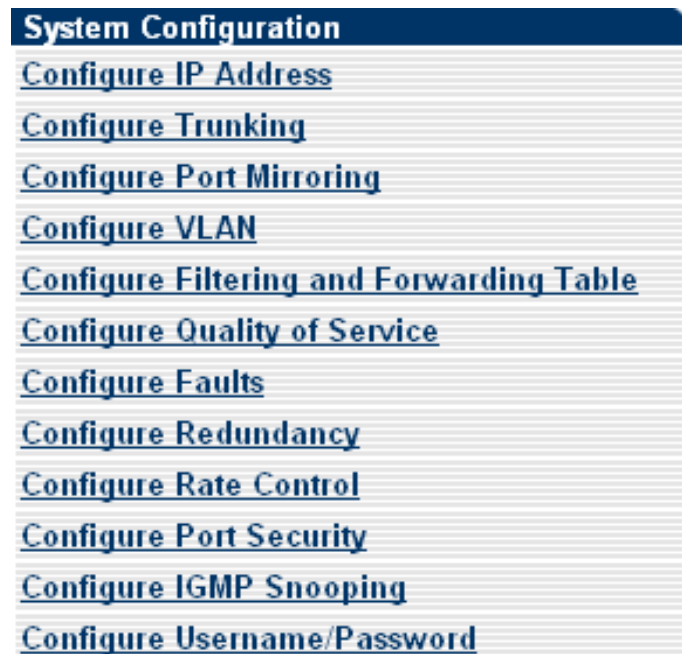 System Configuration
Configure IP Address
Configure Trunking
Configure Port Mirroring
Configure VLAN
Configure Filtering and Forwarding Table
Configure Quality of Service
Configure Faults
Configure Redundancy
Configure Rate Control
Configure Port Security
Configure IGMP Snooping
Configure Username/Password